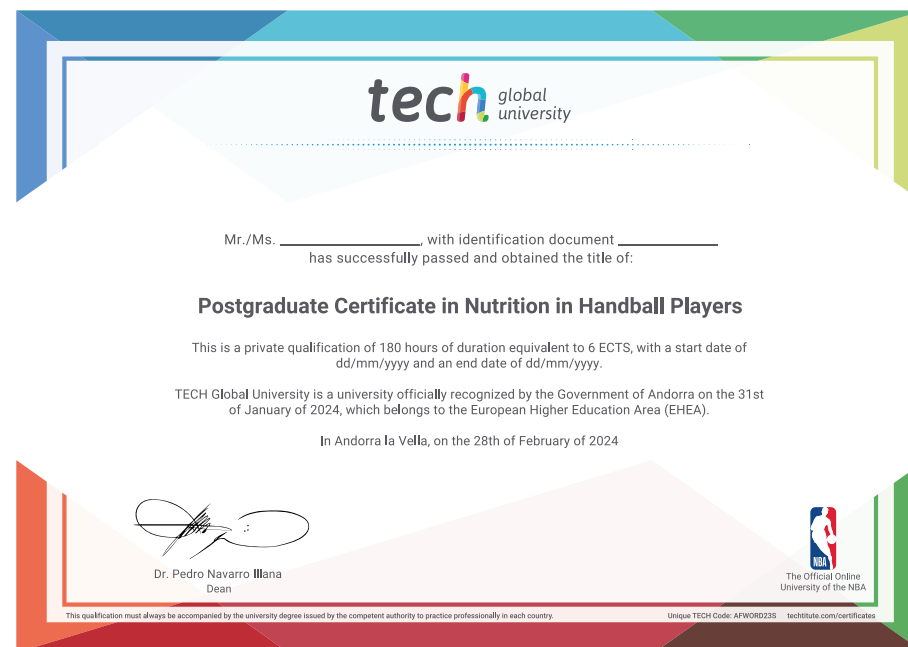 tech global university
Mr./Ms. ____________________, with identification document ______________
has successfully passed and obtained the title of:
Postgraduate Certificate in Nutrition in Handball Players
This is a private qualification of 180 hours of duration equivalent to 6 ECTS, with a start date of
dd/mm/yyyy and an end date of dd/mm/yyyy.
TECH Global University is a university officially recognized by the Government of Andorra on the 31st
of January of 2024, which belongs to the European Higher Education Area (EHEA).
In Andorra la Vella, on the 28th of February of 2024
Dr. Pedro Navarro Illana
Dean
NBA
The Official Online
University of the NBA
This qualification must always be accompanied by the university degree issued by the competent authority to practice professionally in each country.
Unique TECH Code: AFWORD23S techtitute.com/certificates